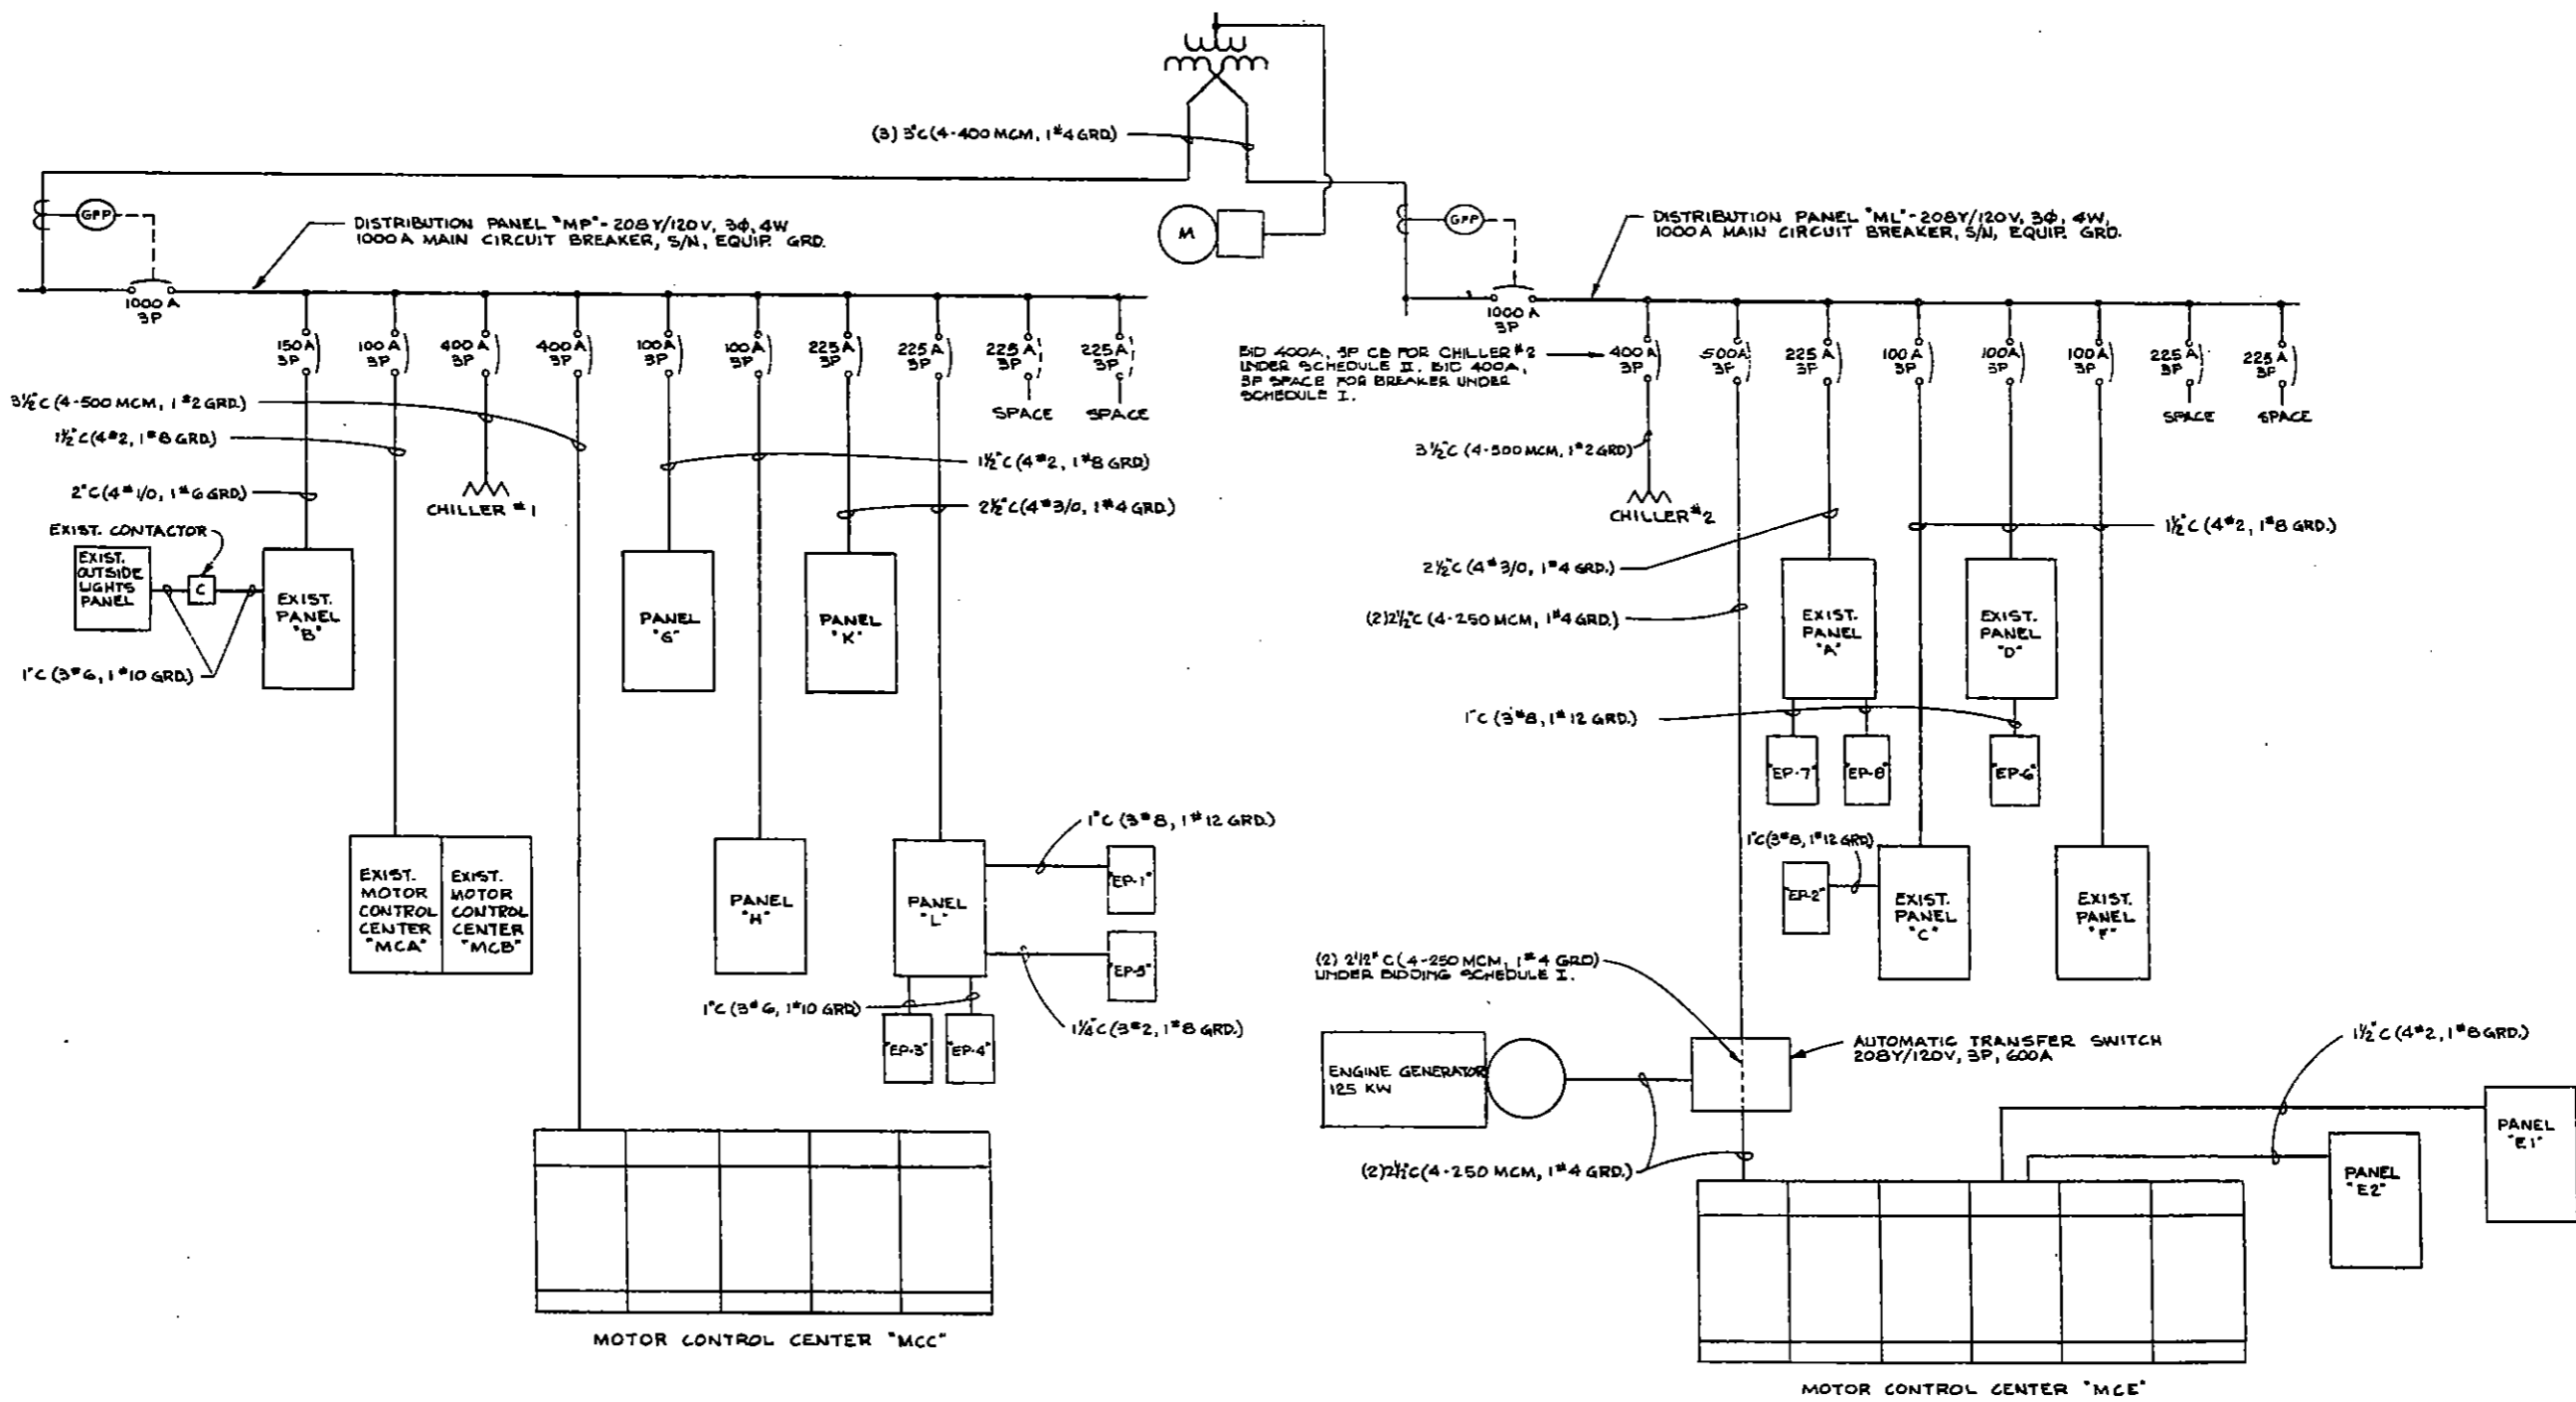 (3) 3"C (4-400 MCM, 1#4 GRD.)
GFP
DISTRIBUTION PANEL "MP" - 208Y/120V, 3ϕ, 4W
1000 A MAIN CIRCUIT BREAKER, S/N, EQUIP. GRD.
M
GFP
DISTRIBUTION PANEL "ML" - 208Y/120V, 3ϕ, 4W,
1000 A MAIN CIRCUIT BREAKER, S/N, EQUIP. GRD.
1000 A
3P
150 A
3P
100 A
3P
400 A
3P
400 A
3P
100 A
3P
100 A
3P
225 A
3P
225 A
3P
225 A
3P
225 A
3P
SPACE
SPACE
1000 A
3P
BID 400A, 3P CB FOR CHILLER #2
UNDER SCHEDULE II. BID 400A,
3P SPACE FOR BREAKER UNDER
SCHEDULE I.
400 A
3P
500A
3P
225 A
3P
100 A
3P
100 A
3P
100 A
3P
225 A
3P
225 A
3P
SPACE
SPACE
3½"C (4-500 MCM, 1#2 GRD.)
1½"C (4#2, 1#8 GRD.)
2"C (4#1/0, 1#6 GRD.)
CHILLER #1
1½"C (4#2, 1#8 GRD.)
2½"C (4#3/0, 1#4 GRD.)
EXIST. CONTACTOR
EXIST.
OUTSIDE
LIGHTS
PANEL
C
EXIST.
PANEL
"B"
1"C (3#6, 1#10 GRD.)
PANEL
"G"
PANEL
"K"
3½"C (4-500 MCM, 1#2 GRD)
CHILLER #2
1½"C (4#2, 1#8 GRD.)
2½"C (4#3/0, 1#4 GRD.)
(2) 2½"C (4-250 MCM, 1#4 GRD.)
EXIST.
PANEL
"A"
EXIST.
PANEL
"D"
1"C (3#8, 1#12 GRD.)
"EP-7"
"EP-8"
"EP-6"
EXIST.
MOTOR
CONTROL
CENTER
"MCA"
EXIST.
MOTOR
CONTROL
CENTER
"MCB"
PANEL
"H"
PANEL
"L"
1"C (3#8, 1#12 GRD.)
"EP-1"
"EP-5"
1"C (3#6, 1#10 GRD.)
1¼"C (3#2, 1#8 GRD.)
"EP-3"
"EP-4"
1"C (3#8, 1#12 GRD)
"EP-2"
EXIST.
PANEL
"C"
EXIST.
PANEL
"F"
(2) 2½" C (4-250 MCM, 1#4 GRD)
UNDER BIDDING SCHEDULE I.
AUTOMATIC TRANSFER SWITCH
208Y/120V, 3P, 600A
ENGINE GENERATOR
125 KW
(2) 2½"C (4-250 MCM, 1#4 GRD.)
1½"C (4#2, 1#8 GRD.)
PANEL
"E1"
PANEL
"E2"
MOTOR CONTROL CENTER "MCC"
MOTOR CONTROL CENTER "MCE"